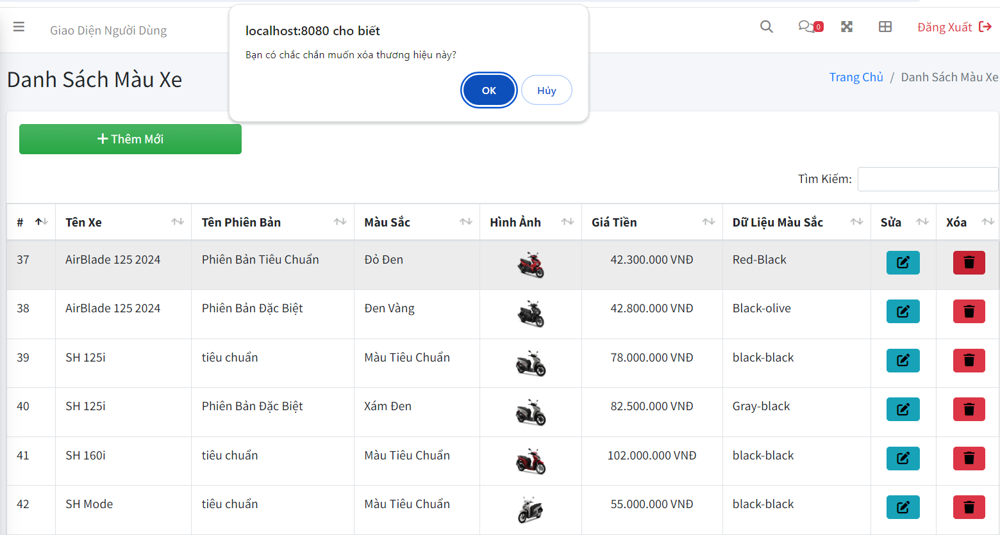 Giao Diện Người Dùng
localhost:8080 cho biết
Bạn có chắc chắn muốn xóa thương hiệu này?
OK Hủy
0
Đăng Xuất
Danh Sách Màu Xe
Trang Chủ / Danh Sách Màu Xe
Thêm Mới
Tìm Kiếm:
# Tên Xe Tên Phiên Bản Màu Sắc Hình Ảnh Giá Tiền Dữ Liệu Màu Sắc Sửa Xóa
37 AirBlade 125 2024 Phiên Bản Tiêu Chuẩn Đỏ Đen 42.300.000 VNĐ Red-Black
38 AirBlade 125 2024 Phiên Bản Đặc Biệt Đen Vàng 42.800.000 VNĐ Black-olive
39 SH 125i tiêu chuẩn Màu Tiêu Chuẩn 78.000.000 VNĐ black-black
40 SH 125i Phiên Bản Đặc Biệt Xám Đen 82.500.000 VNĐ Gray-black
41 SH 160i tiêu chuẩn Màu Tiêu Chuẩn 102.000.000 VNĐ black-black
42 SH Mode tiêu chuẩn Màu Tiêu Chuẩn 55.000.000 VNĐ black-black